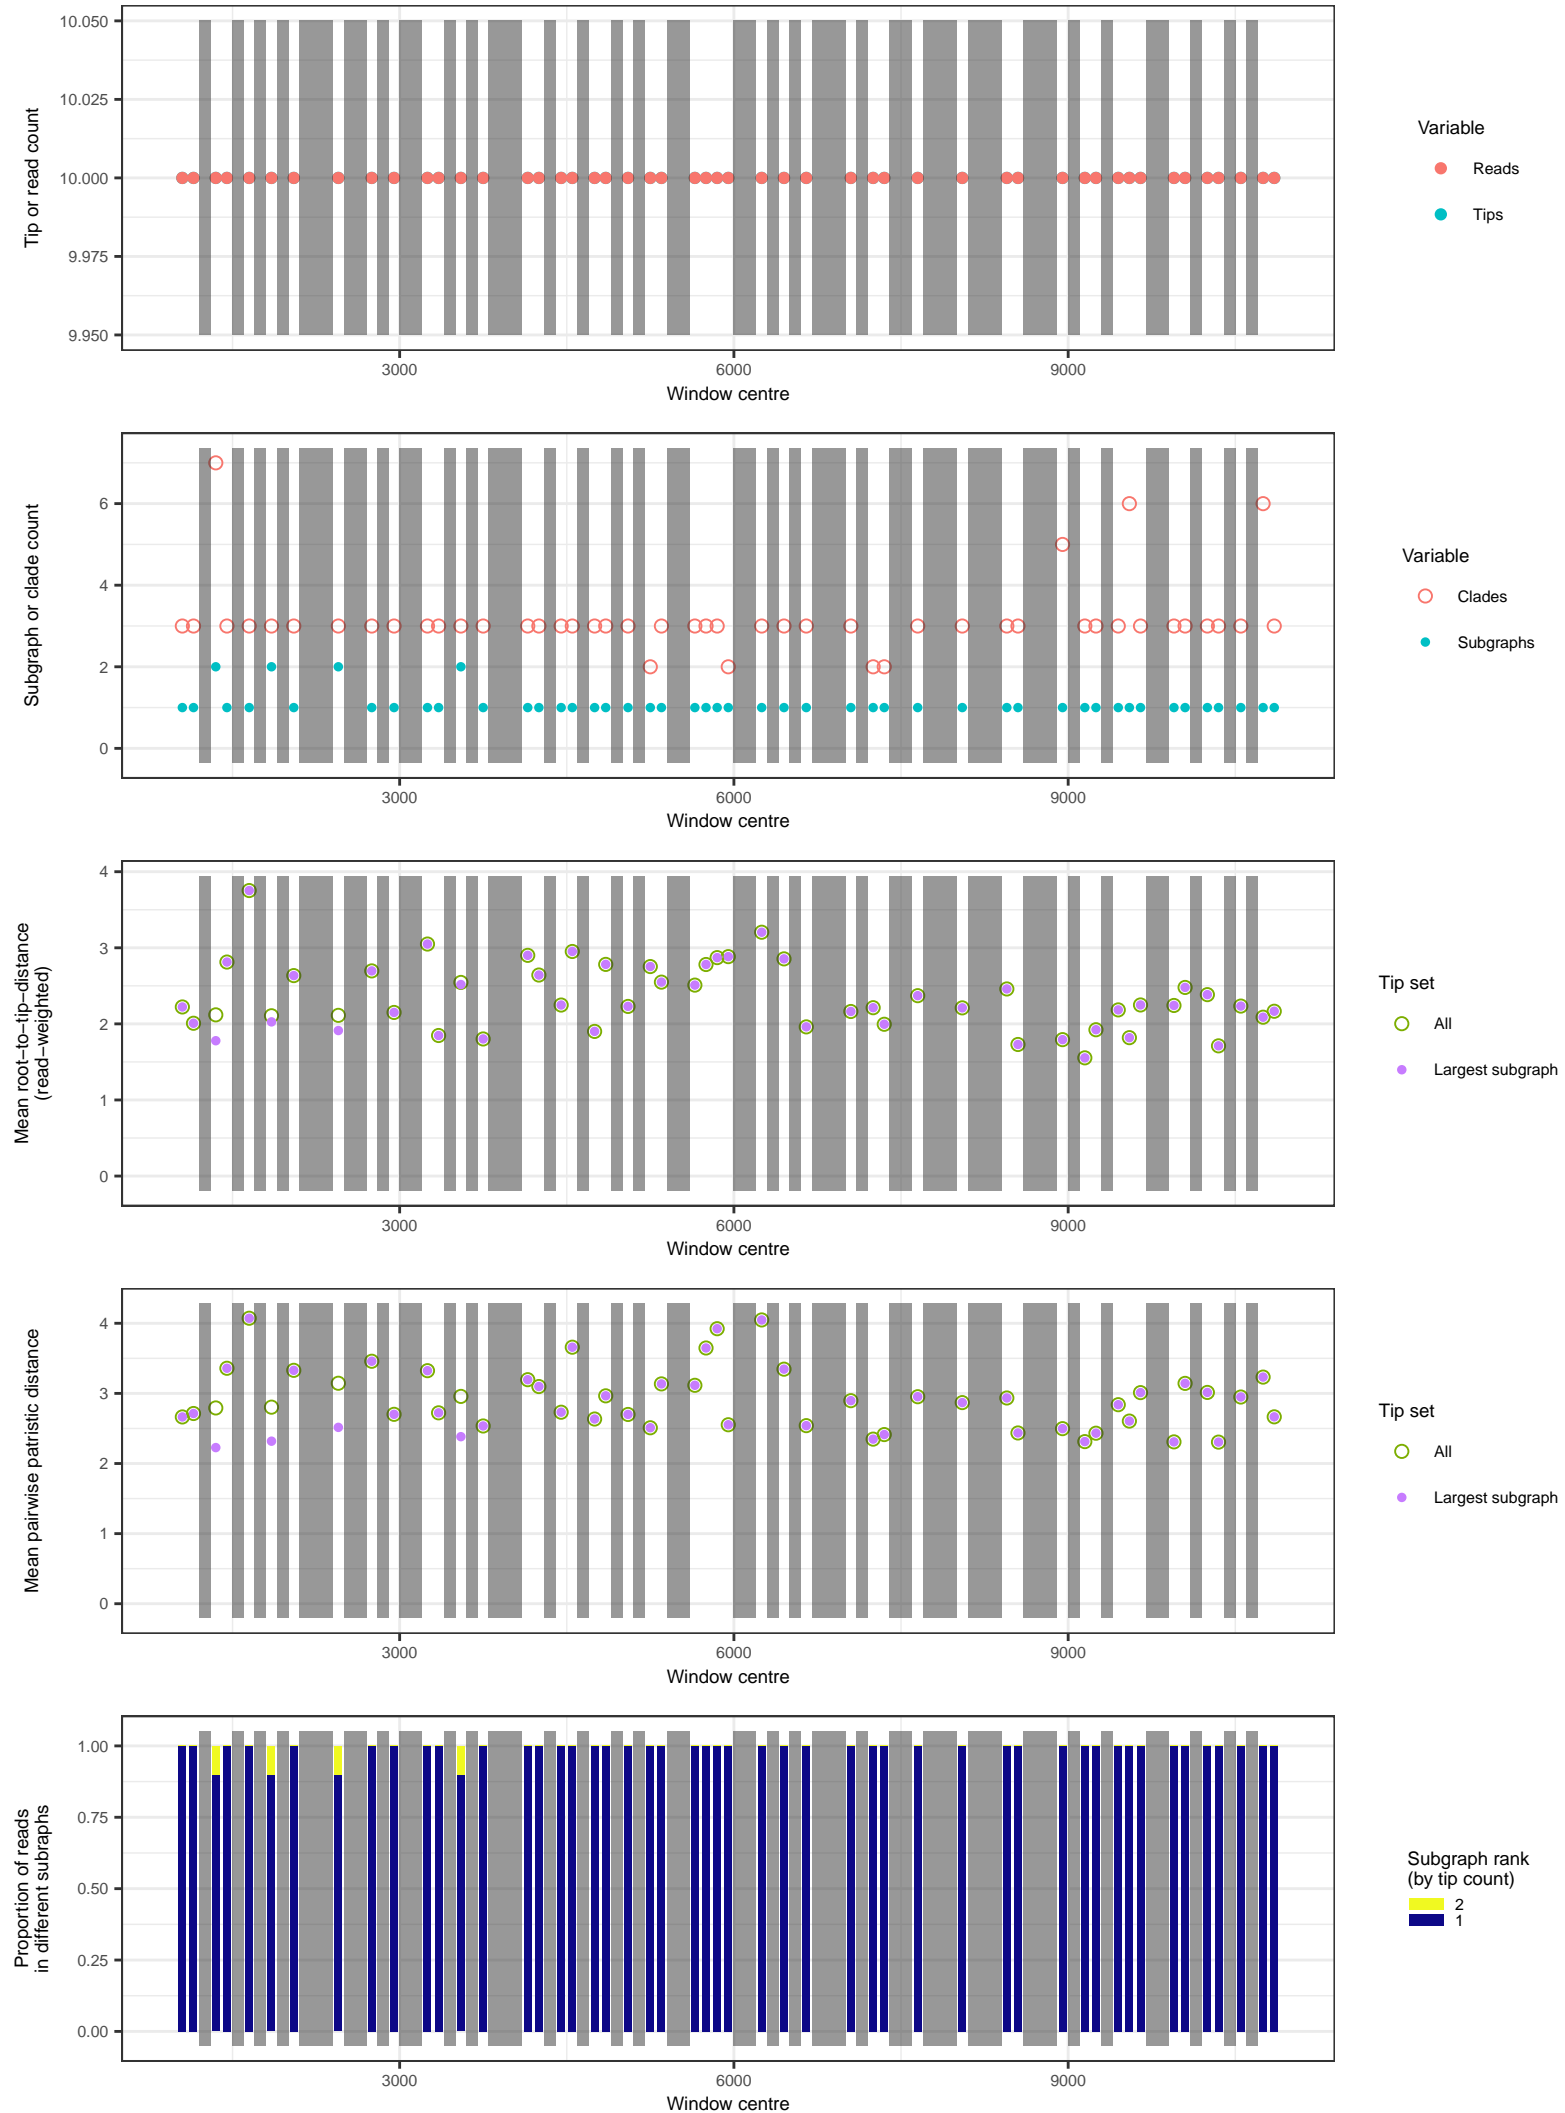 Tip or read count
10.050
10.025
10.000
9.975
9.950
3000
6000
9000
Window centre
Variable
Reads
Tips
Subgraph or clade count
6
4
2
0
3000
6000
9000
Window centre
Variable
Clades
Subgraphs
Mean root−to−tip−distance
(read−weighted)
4
3
2
1
0
3000
6000
9000
Window centre
Tip set
All
Largest subgraph
Mean pairwise patristic distance
4
3
2
1
0
3000
6000
9000
Window centre
Tip set
All
Largest subgraph
Proportion of reads
in different subraphs
1.00
0.75
0.50
0.25
0.00
3000
6000
9000
Window centre
Subgraph rank
(by tip count)
2
1